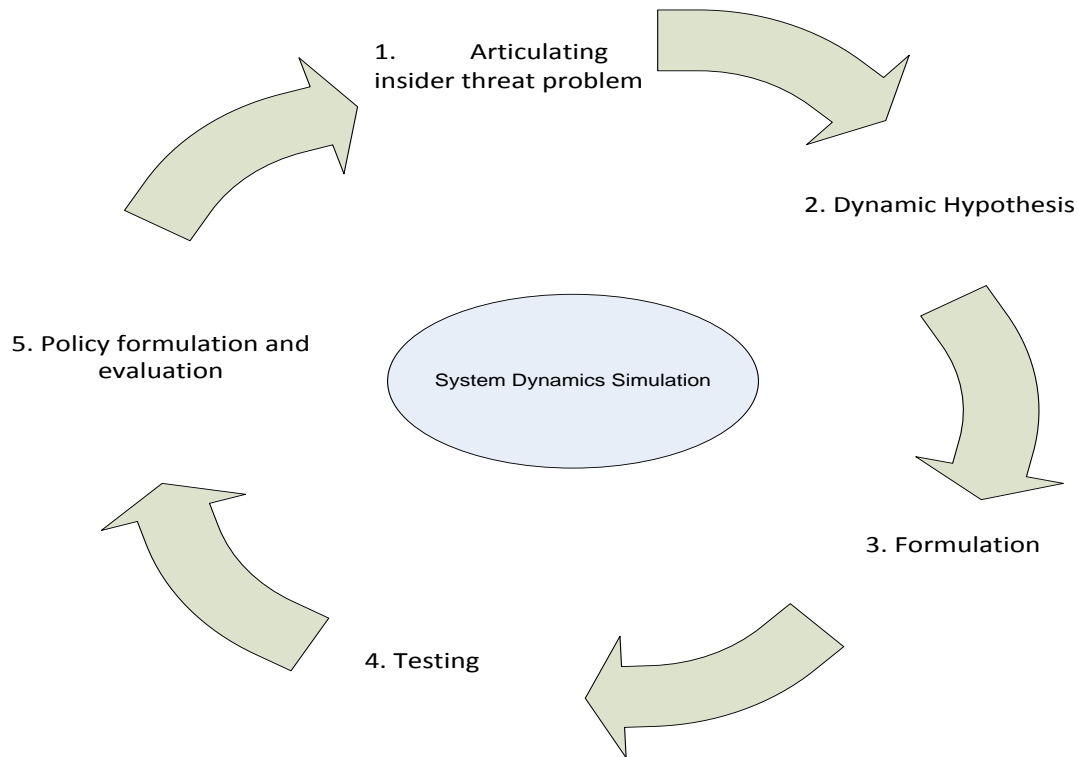 1. Articulating
insider threat problem
2. Dynamic Hypothesis
3. Formulation
4. Testing
5. Policy formulation and
evaluation
System Dynamics Simulation